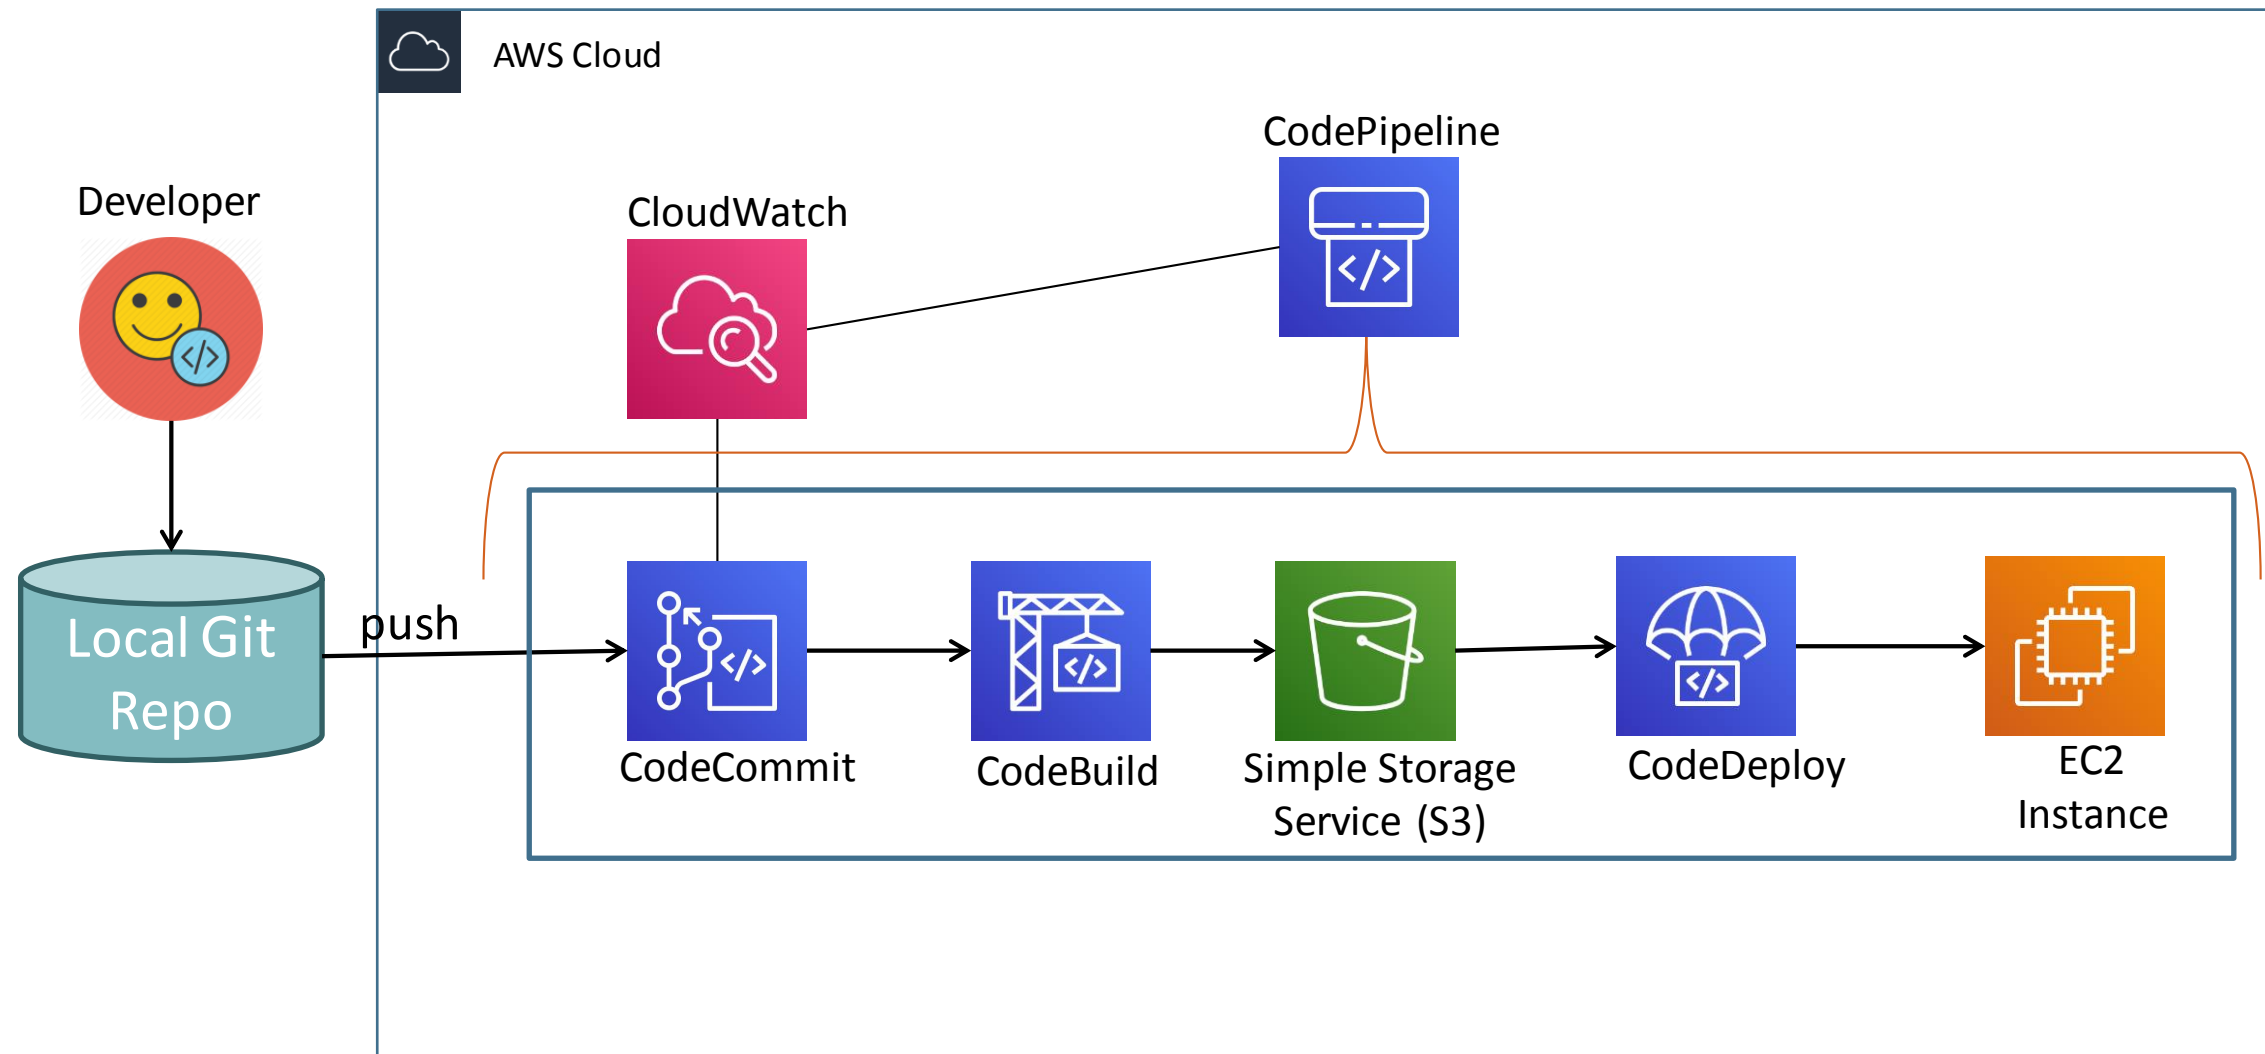 AWS Cloud
CodePipeline
Developer
CloudWatch
push
Local Git
Repo
CodeCommit
CodeBuild
Simple Storage
Service (S3)
CodeDeploy
EC2
Instance